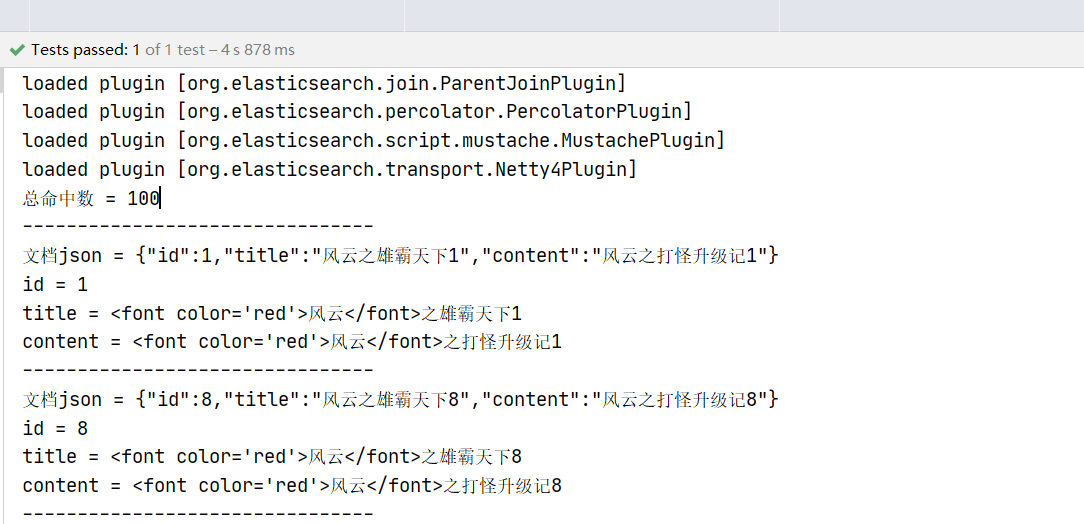 Tests passed: 1 of 1 test – 4 s 878 ms
loaded plugin [org.elasticsearch.join.ParentJoinPlugin]
loaded plugin [org.elasticsearch.percolator.PercolatorPlugin]
loaded plugin [org.elasticsearch.script.mustache.MustachePlugin]
loaded plugin [org.elasticsearch.transport.Netty4Plugin]
总命中数 = 100
--------------------------------
文档json = {"id":1,"title":"风云之雄霸天下1","content":"风云之打怪升级记1"}
id = 1
title = <font color='red'>风云</font>之雄霸天下1
content = <font color='red'>风云</font>之打怪升级记1
--------------------------------
文档json = {"id":8,"title":"风云之雄霸天下8","content":"风云之打怪升级记8"}
id = 8
title = <font color='red'>风云</font>之雄霸天下8
content = <font color='red'>风云</font>之打怪升级记8
--------------------------------